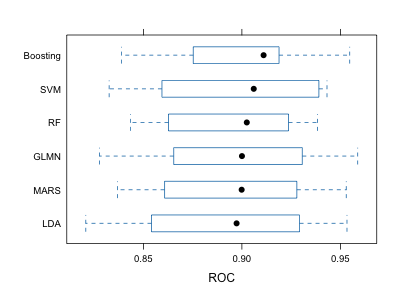 Boosting
SVM
RF
GLMN
MARS
LDA
0.85 0.90 0.95
ROC